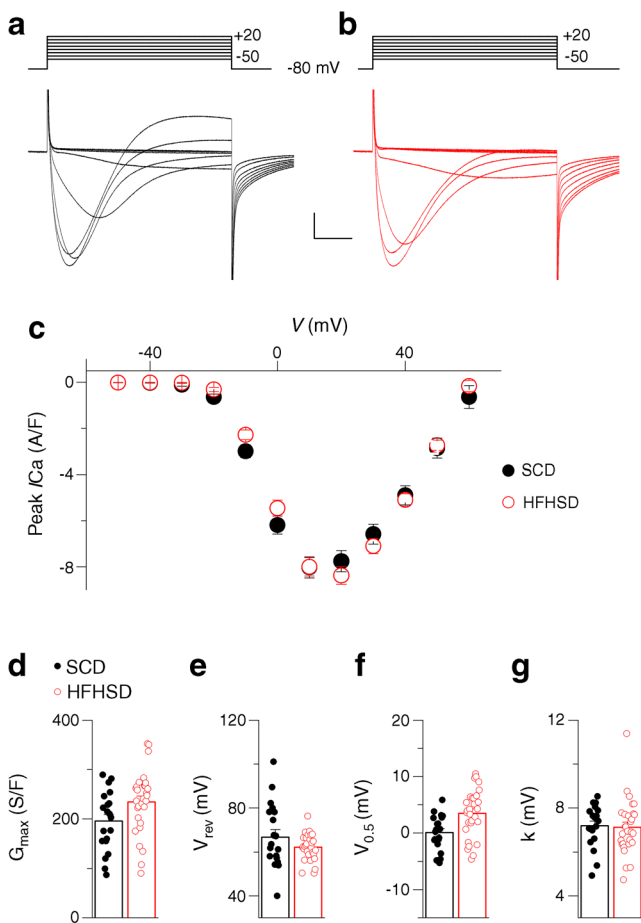 a
b
+20
-50
+20
-50
-80 mV
c
V (mV)
-40
0
40
0
-4
-8
Peak ICa (A/F)
SCD
HFHSD
d
e
f
g
SCD
HFHSD
400
200
0
Gmax (S/F)
120
80
40
Vrev (mV)
20
10
0
-10
V0.5 (mV)
12
8
4
k (mV)